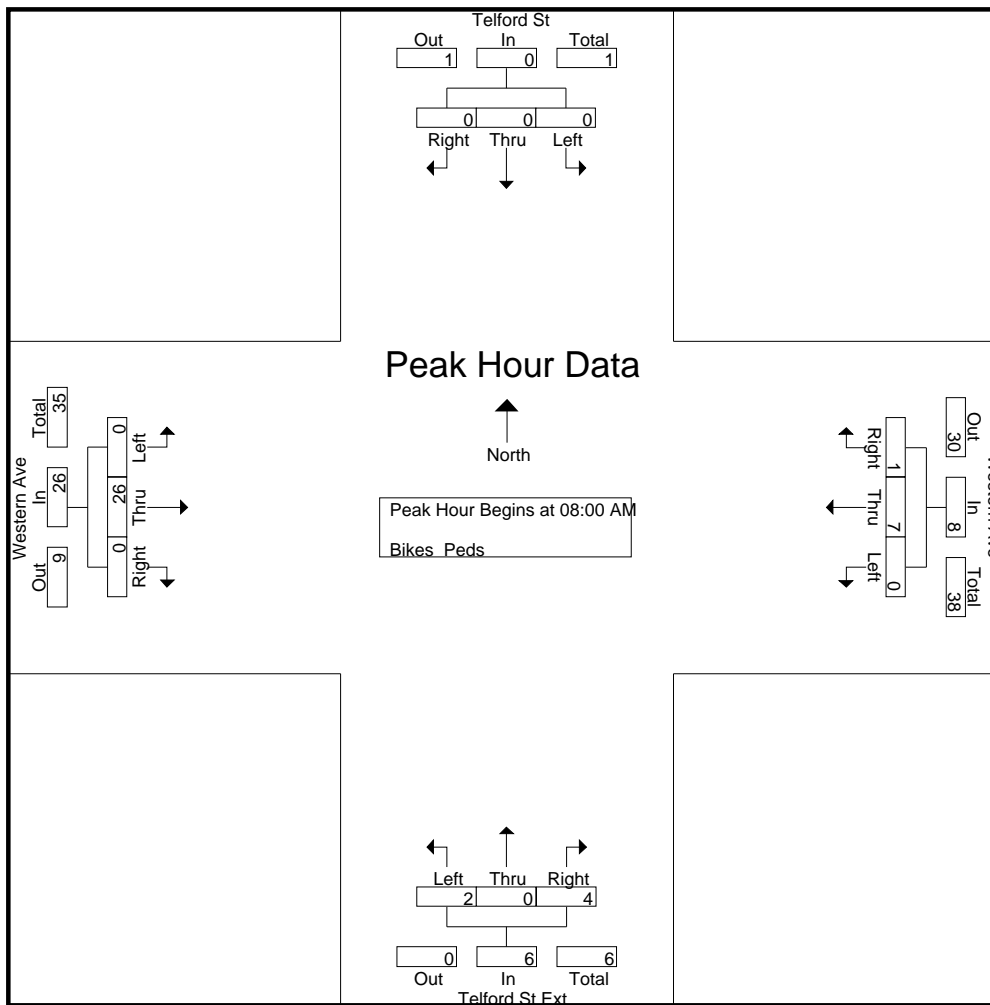 Telford St
Out In Total
1 0 1
0 0 0
Right Thru Left
Peak Hour Data
North
Peak Hour Begins at 08:00 AM
Bikes Peds
Western Ave
Out In Total
9 26 35
Left Thru Right
0 26 0
Out In Total
30 8 38
Right Thru Left
1 7 0
Left Thru Right
2 0 4
0 6 6
Out In Total
Telford St Ext